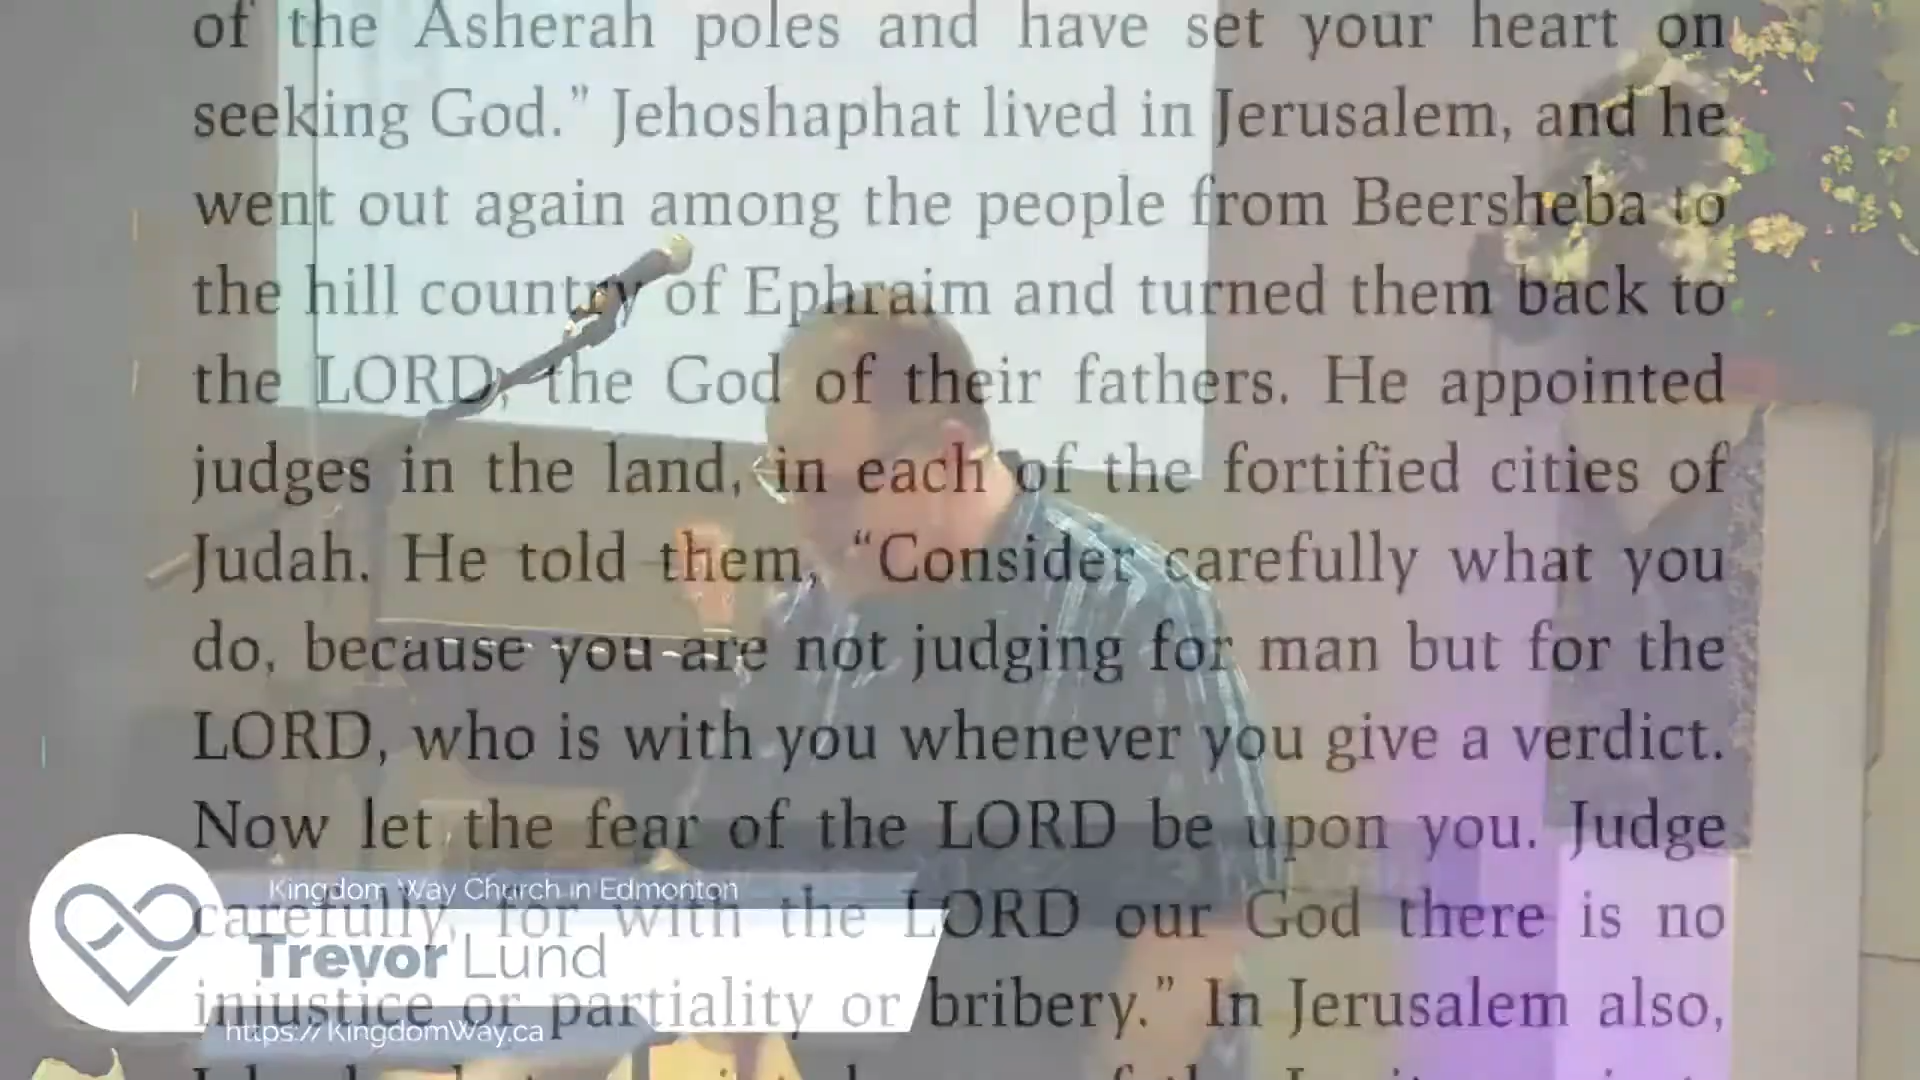 of the Asherah poles and have set your heart on
seeking God.” Jehoshaphat lived in Jerusalem, and he
went out again among the people from Beersheba to
the hill country of Ephraim and turned them back to
the LORD, the God of their fathers. He appointed
judges in the land, in each of the fortified cities of
Judah. He told them, “Consider carefully what you
do, because you are not judging for man but for the
LORD, who is with you whenever you give a verdict.
Now let the fear of the LORD be upon you. Judge
carefully, for with the LORD our God there is no
injustice or partiality or bribery.” In Jerusalem also,
Kingdom Way Church in Edmonton
Trevor Lund
https://KingdomWay.ca